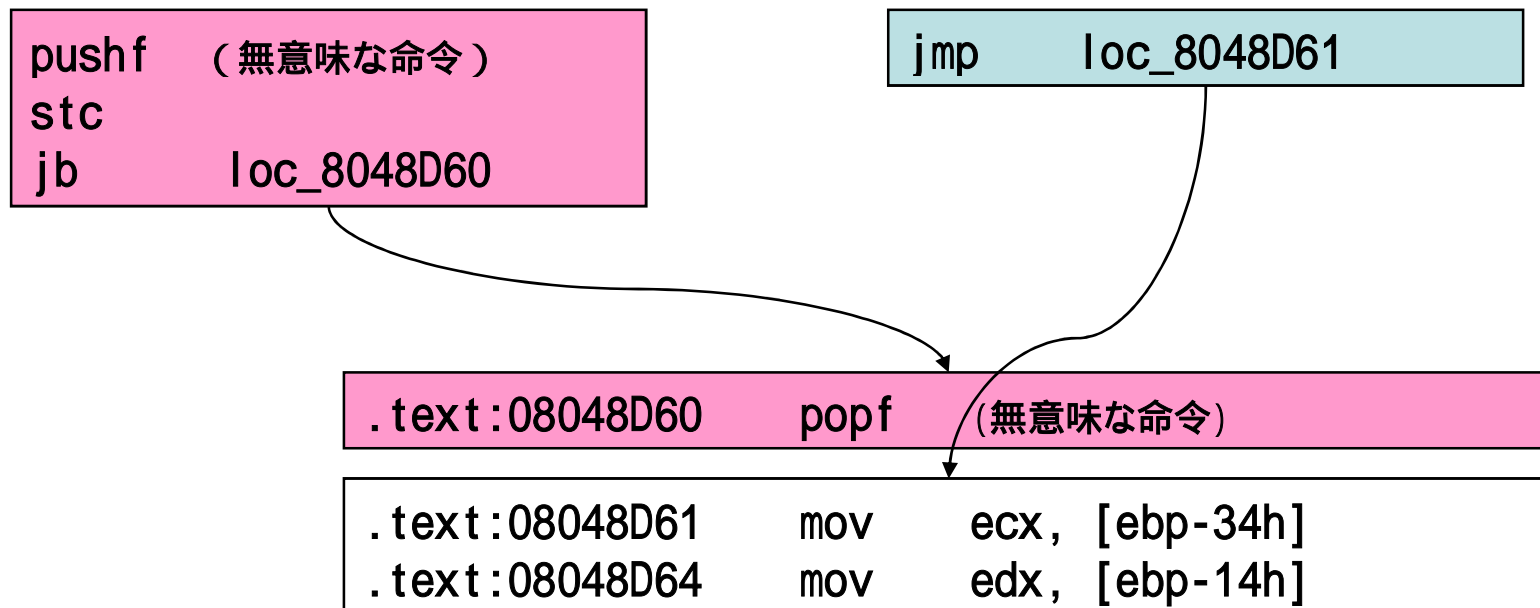 pushf （無意味な命令）
stc
jb loc_8048D60
jmp loc_8048D61
.text:08048D60 popf (無意味な命令)
.text:08048D61 mov ecx, [ebp-34h]
.text:08048D64 mov edx, [ebp-14h]